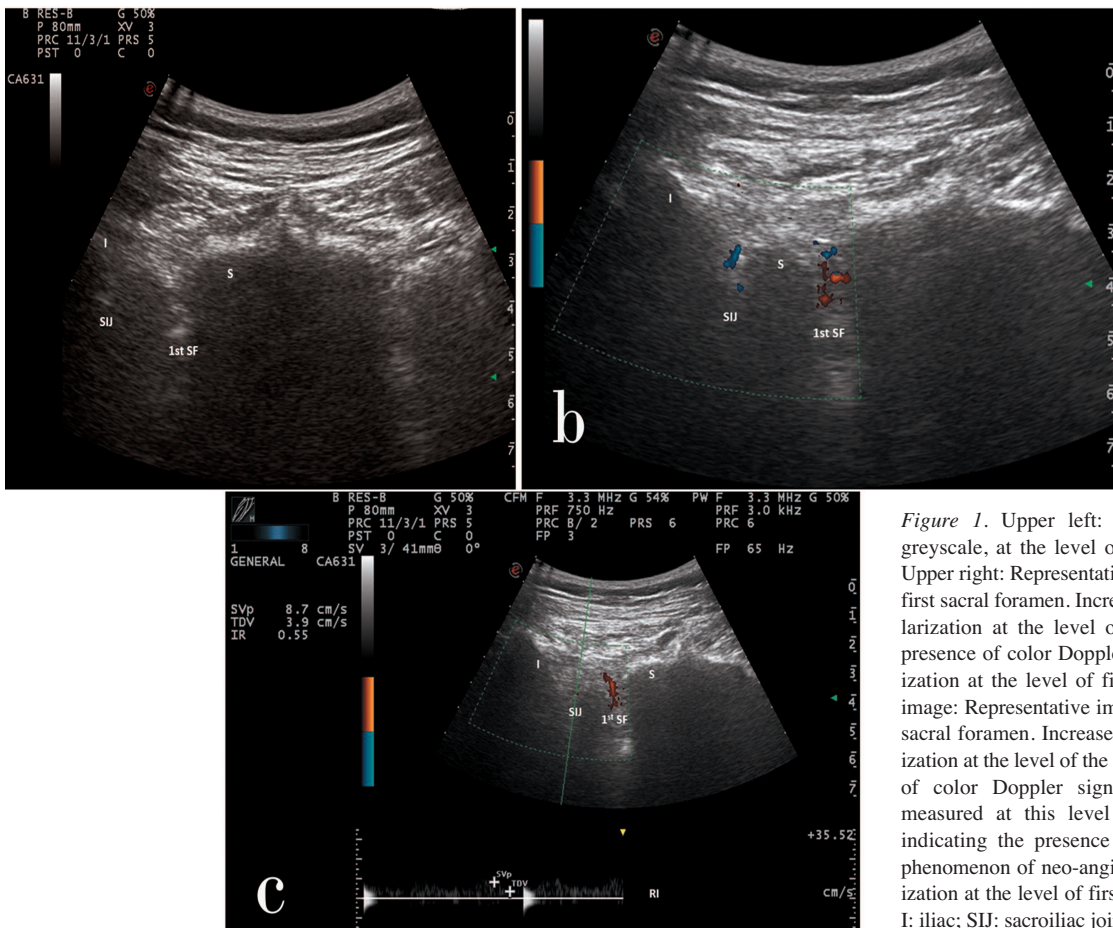 B RES-B G 50%
P 80mm XV 3
PRC 11/3/1 PRS 5
PST 0 C 0
CA631
e
0
1
2
3
4
5
6
7
I
S
SIJ
1st SF
e
0
1
2
3
4
5
6
7
I
S
SIJ
1st SF
b
B RES-B G 50% CFM F 3.3 MHz G 54% PW F 3.3 MHz G 50%
P 80mm XV 3 PRF 750 Hz PRF 3.0 kHz
PRC 11/3/1 PRS 5 PRC B/ 2 PRS 6 PRC 6
PST 0 C 0 FP 3
1 8 SV 3/ 41mmθ 0° FP 65 Hz
GENERAL CA631
SVp 8.7 cm/s
TDV 3.9 cm/s
IR 0.55
e
0
1
2
3
4
5
6
7
I
S
SIJ
1st SF
+35.52
SVp
TDV
RI
cm/s
c
Figure 1. Upper left:
greyscale, at the level o
Upper right: Representati
first sacral foramen. Incre
larization at the level o
presence of color Dopple
ization at the level of fi
image: Representative im
sacral foramen. Increase
ization at the level of the
of color Doppler sign
measured at this level
indicating the presence
phenomenon of neo-angi
ization at the level of firs
I: iliac; SIJ: sacroiliac join